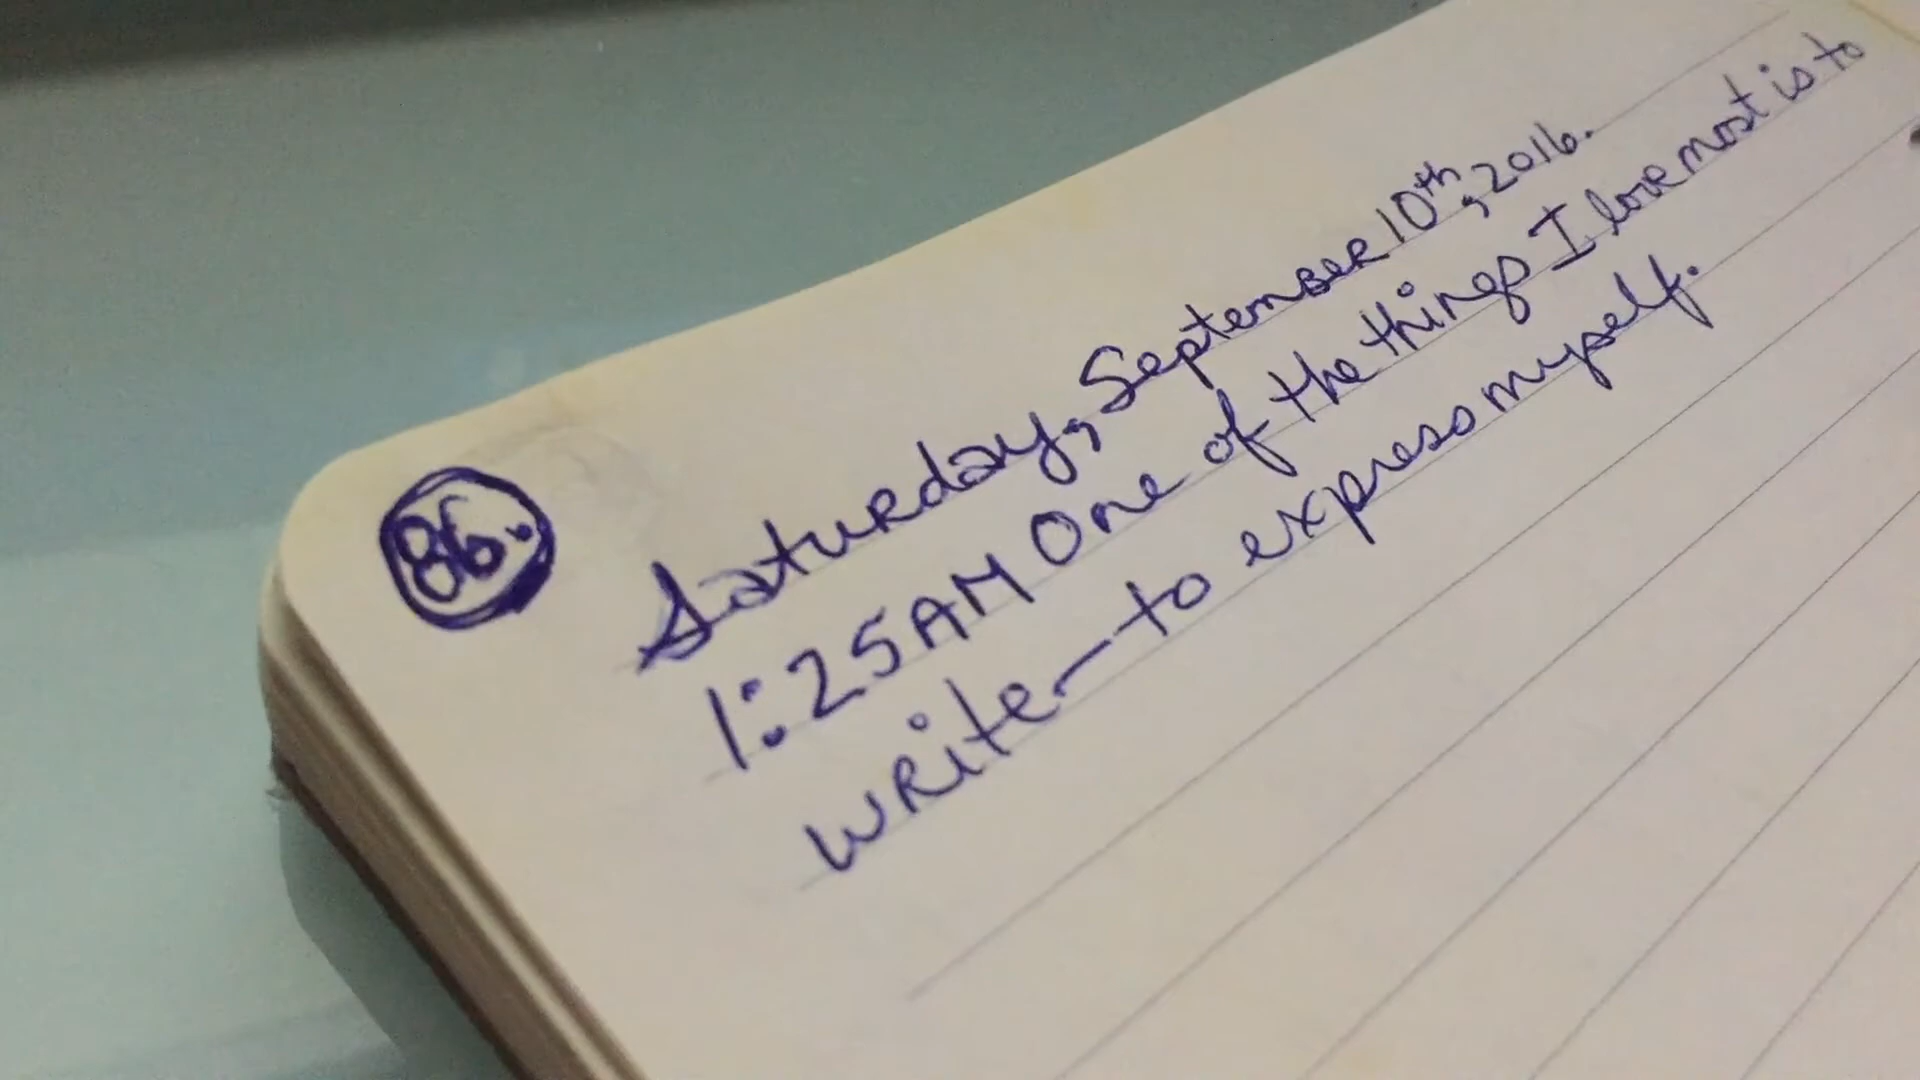 86.
Saturday, September 10th, 2016.
1:25AM One of the things I love most is to
write—to express myself.